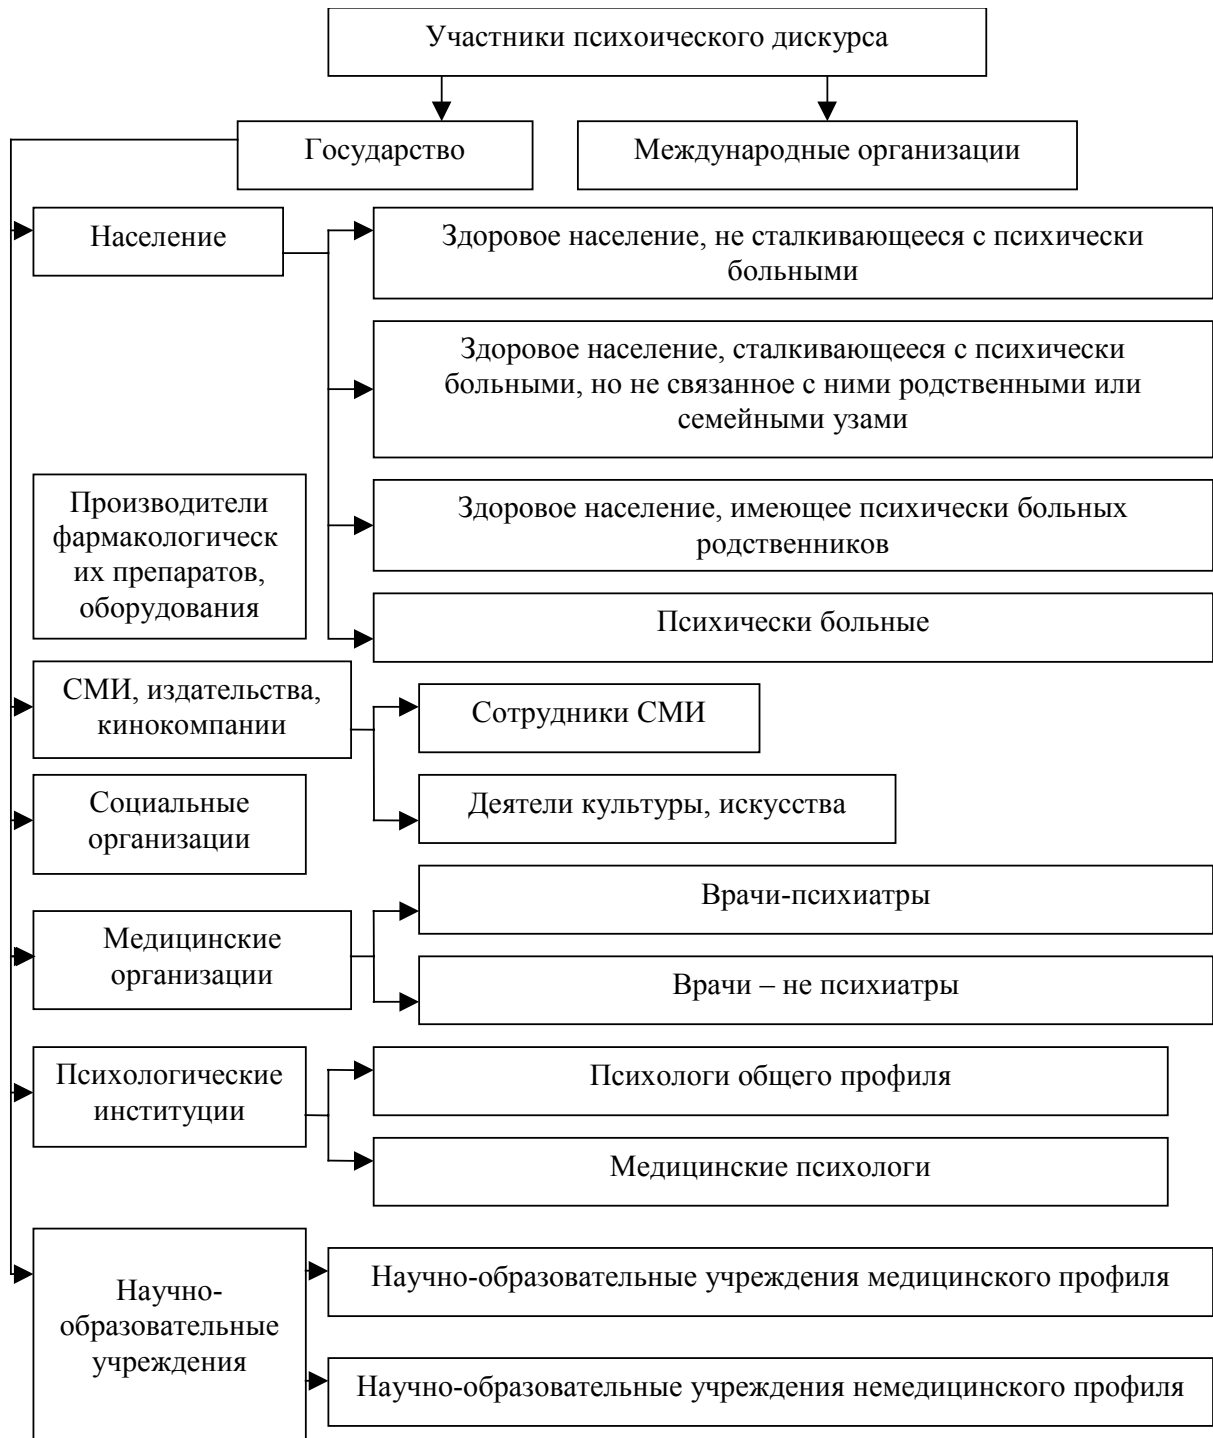 Участники психоического дискурса
Государство
Международные организации
Население
Здоровое население, не сталкивающееся с психически
больными
Здоровое население, сталкивающееся с психически
больными, но не связанное с ними родственными или
семейными узами
Производители
фармакологическ
их препаратов,
оборудования
Здоровое население, имеющее психически больных
родственников
Психически больные
СМИ, издательства,
кинокомпании
Сотрудники СМИ
Деятели культуры, искусства
Социальные
организации
Медицинские
организации
Врачи-психиатры
Врачи – не психиатры
Психологические
институции
Психологи общего профиля
Медицинские психологи
Научно-
образовательные
учреждения
Научно-образовательные учреждения медицинского профиля
Научно-образовательные учреждения немедицинского профиля